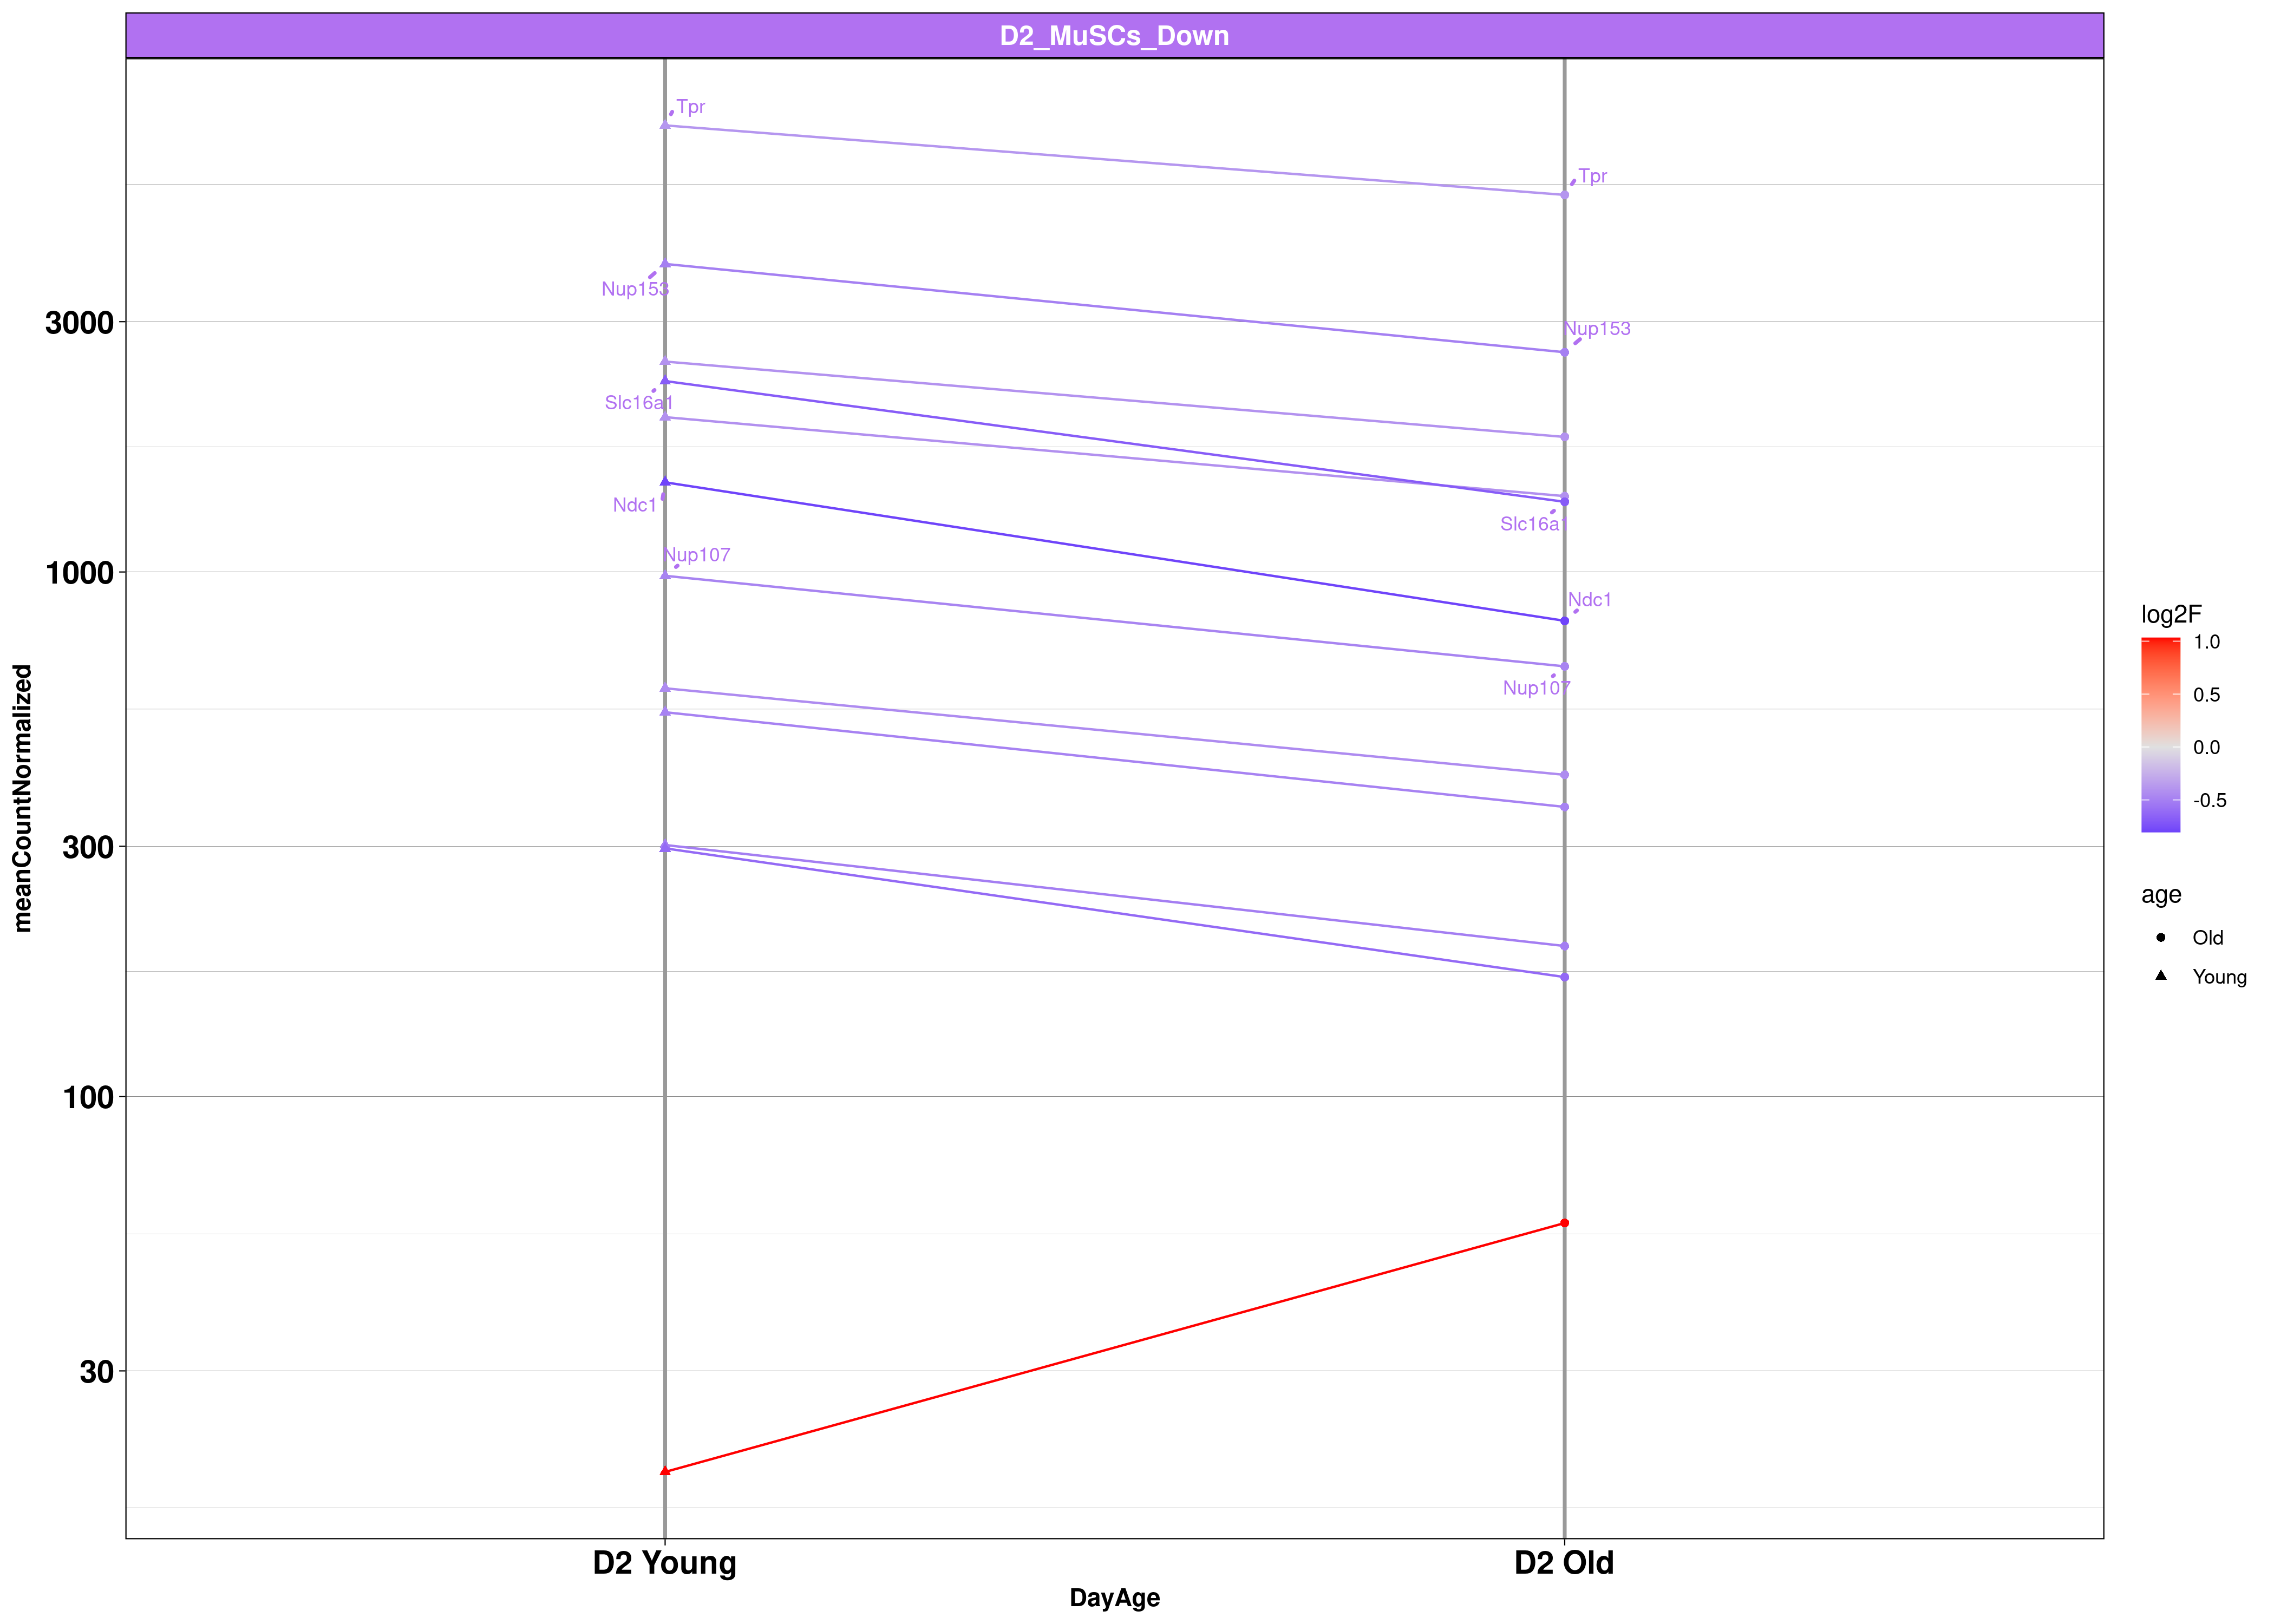 D2_MuSCs_Down
Tpr
Tpr
Nup153
3000
Nup153
Slc16a1
Ndc1
Slc16a1
Nup107
1000
Ndc1
Nup107
meanCountNormalized
300
100
30
D2 Young
D2 Old
DayAge
log2F
1.0
0.5
0.0
-0.5
age
Old
Young